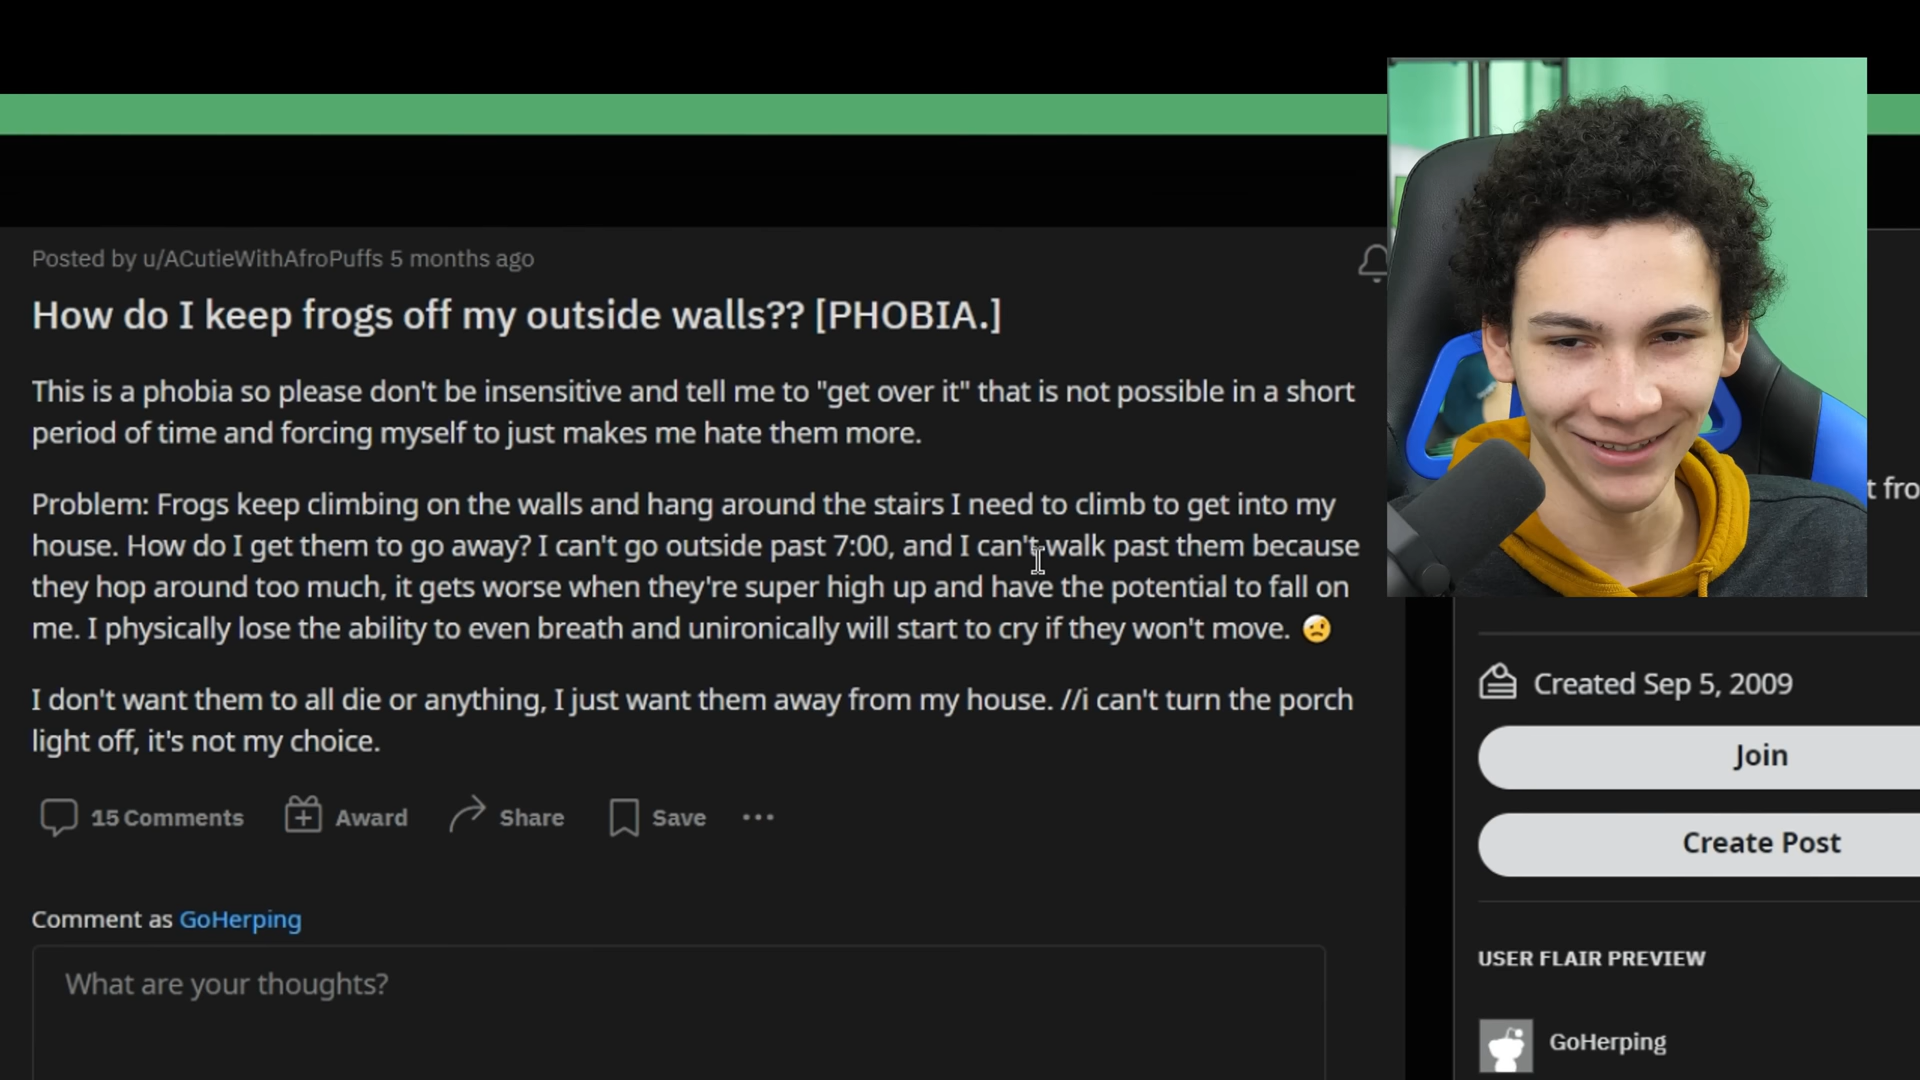 Posted by u/ACutieWithAfroPuffs 5 months ago
How do I keep frogs off my outside walls?? [PHOBIA.]
This is a phobia so please don't be insensitive and tell me to "get over it" that is not possible in a short
period of time and forcing myself to just makes me hate them more.
Problem: Frogs keep climbing on the walls and hang around the stairs I need to climb to get into my
house. How do I get them to go away? I can't go outside past 7:00, and I can't walk past them because
they hop around too much, it gets worse when they're super high up and have the potential to fall on
me. I physically lose the ability to even breath and unironically will start to cry if they won't move. 🤕
I don't want them to all die or anything, I just want them away from my house. //i can't turn the porch
light off, it's not my choice.
15 Comments Award Share Save ...
Comment as GoHerping
What are your thoughts?
Created Sep 5, 2009
Join
Create Post
USER FLAIR PREVIEW
GoHerping